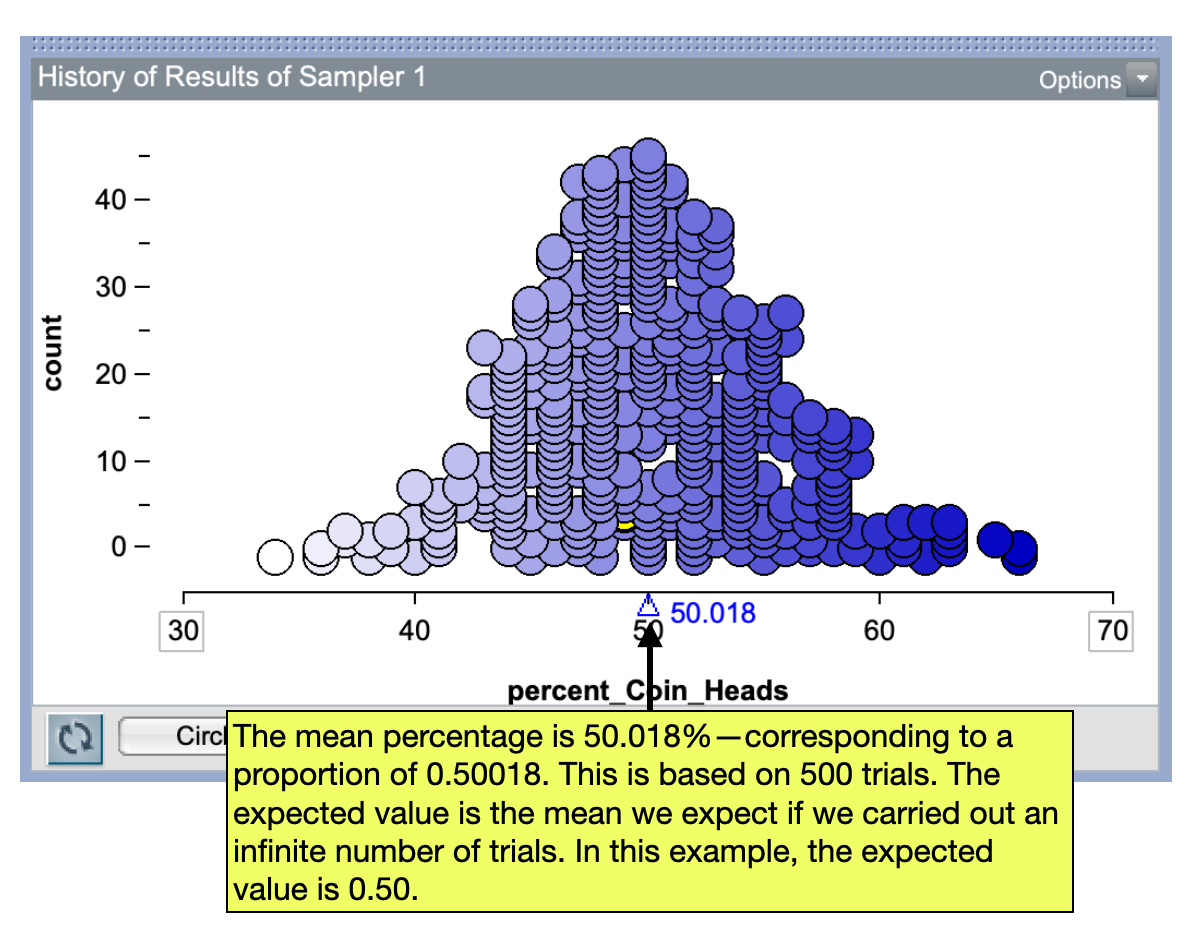 History of Results of Sampler 1
Options
40
30
20
10
0
count
30
40
50
60
70
50.018
percent_Coin_Heads
Circl
The mean percentage is 50.018%—corresponding to a
proportion of 0.50018. This is based on 500 trials. The
expected value is the mean we expect if we carried out an
infinite number of trials. In this example, the expected
value is 0.50.